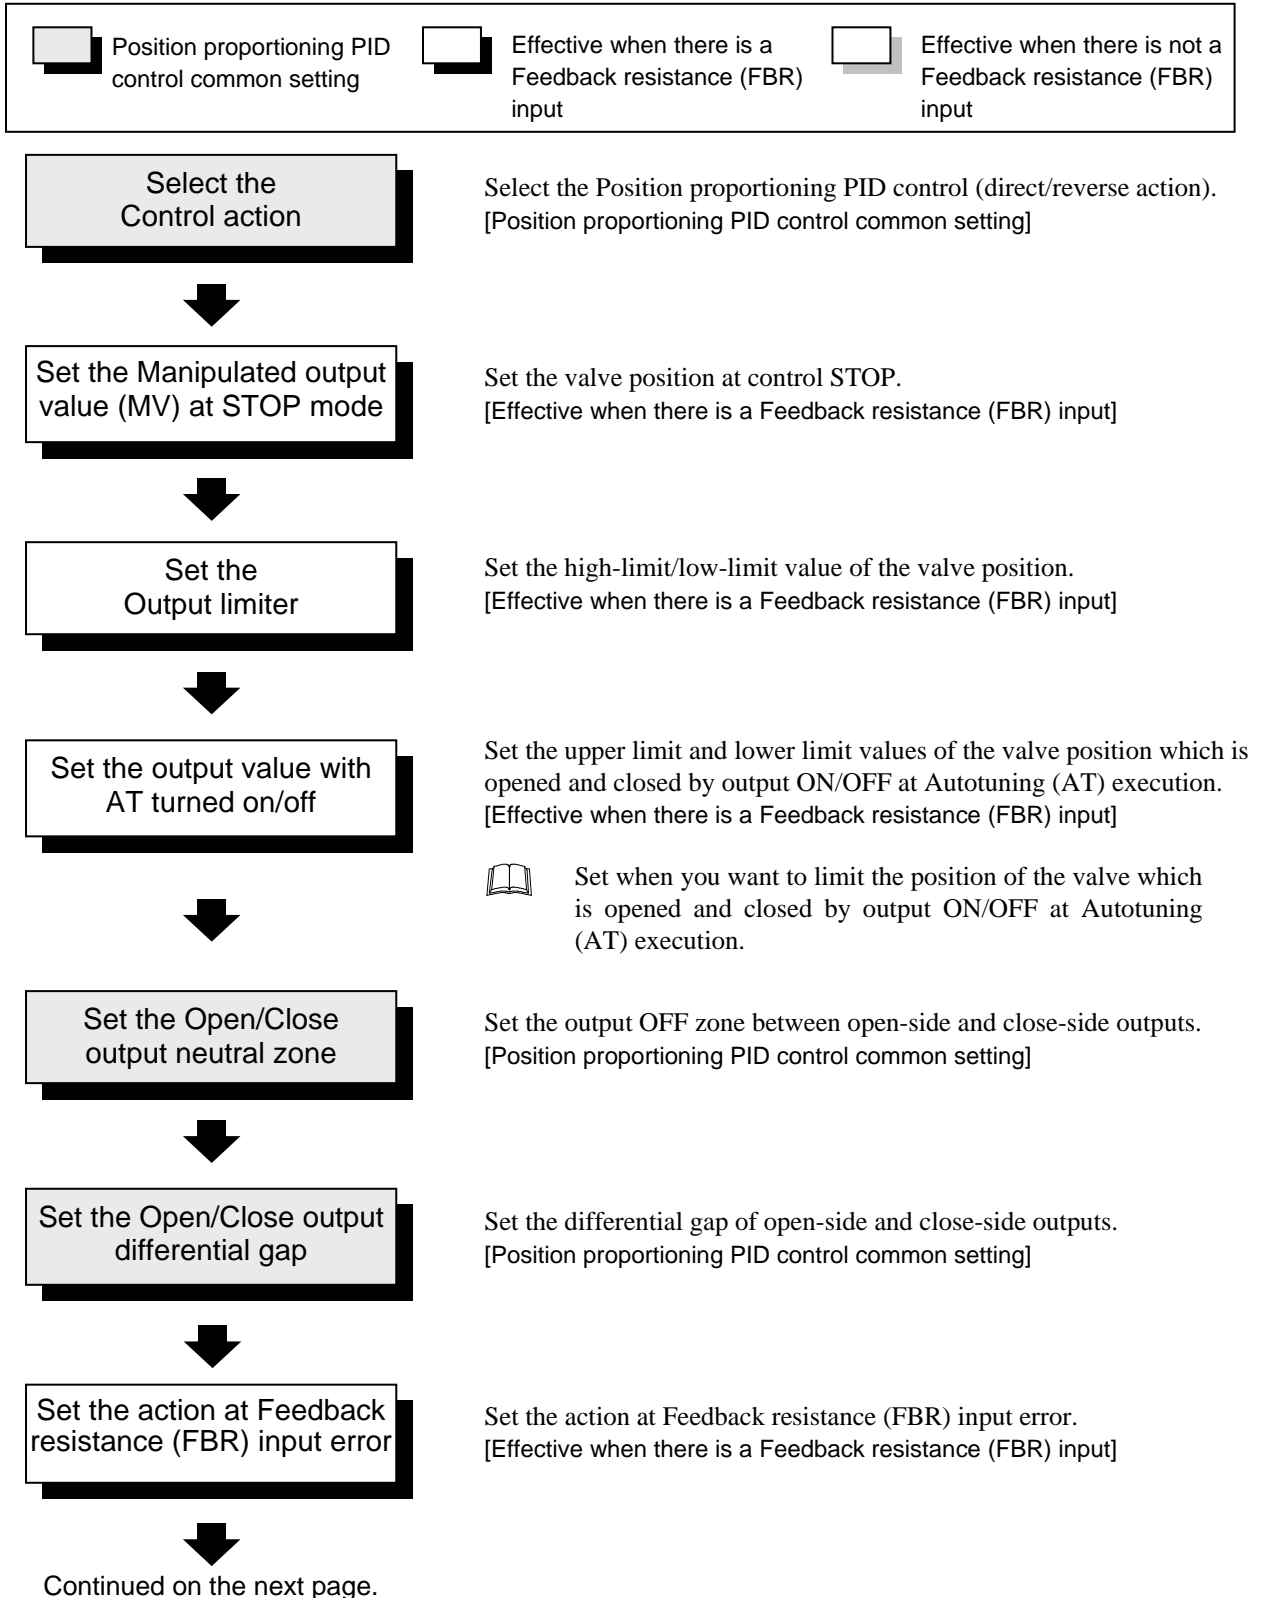 Position proportioning PID
control common setting
Effective when there is a
Feedback resistance (FBR)
input
Effective when there is not a
Feedback resistance (FBR)
input
Select the
Control action
Select the Position proportioning PID control (direct/reverse action).
[Position proportioning PID control common setting]
Set the Manipulated output
value (MV) at STOP mode
Set the valve position at control STOP.
[Effective when there is a Feedback resistance (FBR) input]
Set the
Output limiter
Set the high-limit/low-limit value of the valve position.
[Effective when there is a Feedback resistance (FBR) input]
Set the output value with
AT turned on/off
Set the upper limit and lower limit values of the valve position which is
opened and closed by output ON/OFF at Autotuning (AT) execution.
[Effective when there is a Feedback resistance (FBR) input]
Set when you want to limit the position of the valve which
is opened and closed by output ON/OFF at Autotuning
(AT) execution.
Set the Open/Close
output neutral zone
Set the output OFF zone between open-side and close-side outputs.
[Position proportioning PID control common setting]
Set the Open/Close output
differential gap
Set the differential gap of open-side and close-side outputs.
[Position proportioning PID control common setting]
Set the action at Feedback
resistance (FBR) input error
Set the action at Feedback resistance (FBR) input error.
[Effective when there is a Feedback resistance (FBR) input]
Continued on the next page.